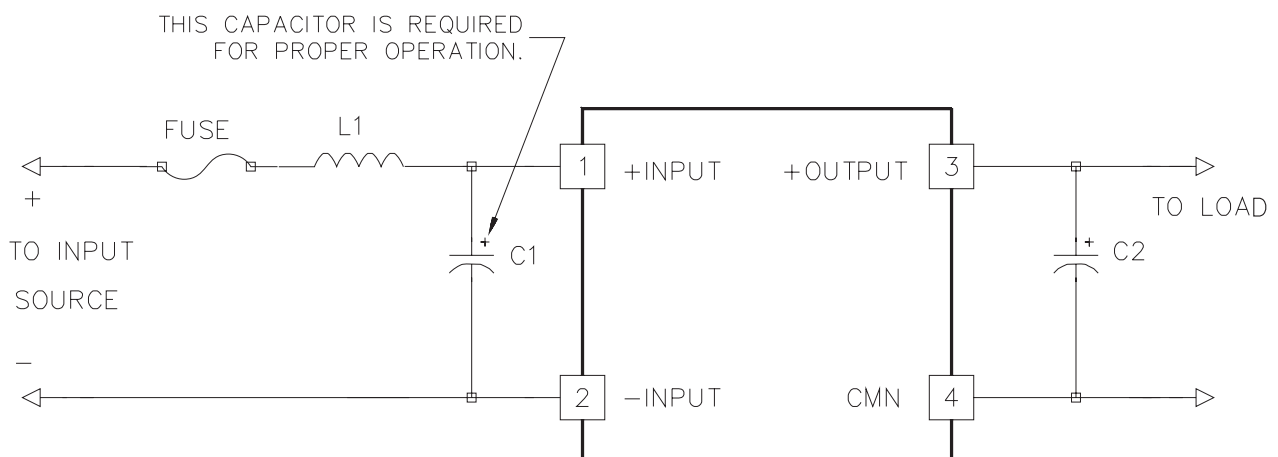 THIS CAPACITOR IS REQUIRED
FOR PROPER OPERATION.
FUSE
L1
1
+INPUT
+OUTPUT
3
+
TO LOAD
TO INPUT
+
C1
+
C2
SOURCE
−
2
−INPUT
CMN
4